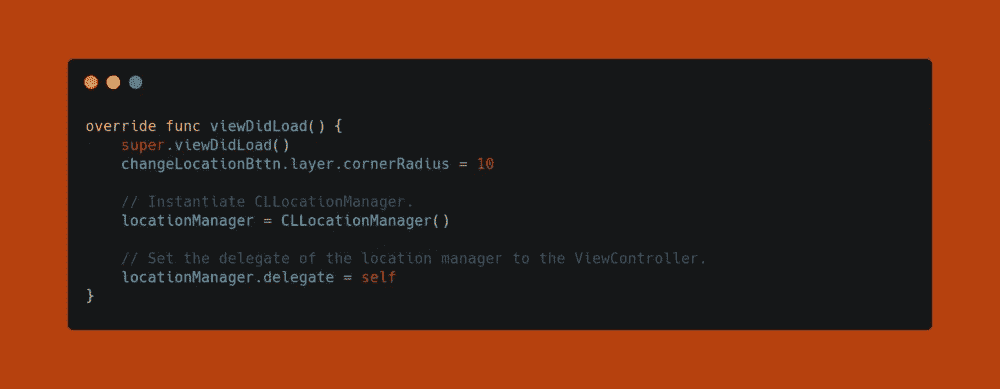 override func viewDidLoad() {
    super.viewDidLoad()
    changeLocationBttn.layer.cornerRadius = 10
    // Instantiate CLLocationManager.
    locationManager = CLLocationManager()
    // Set the delegate of the location manager to the ViewController.
    locationManager.delegate = self
}